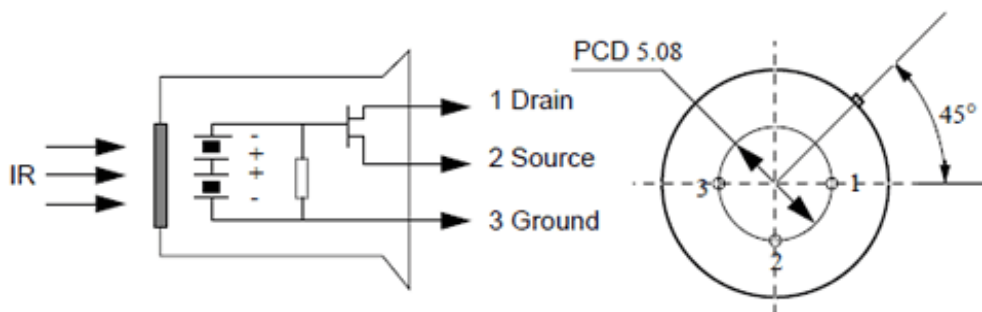 IR
-
+
+
-
1 Drain
2 Source
3 Ground
PCD 5.08
45°
3
1
2